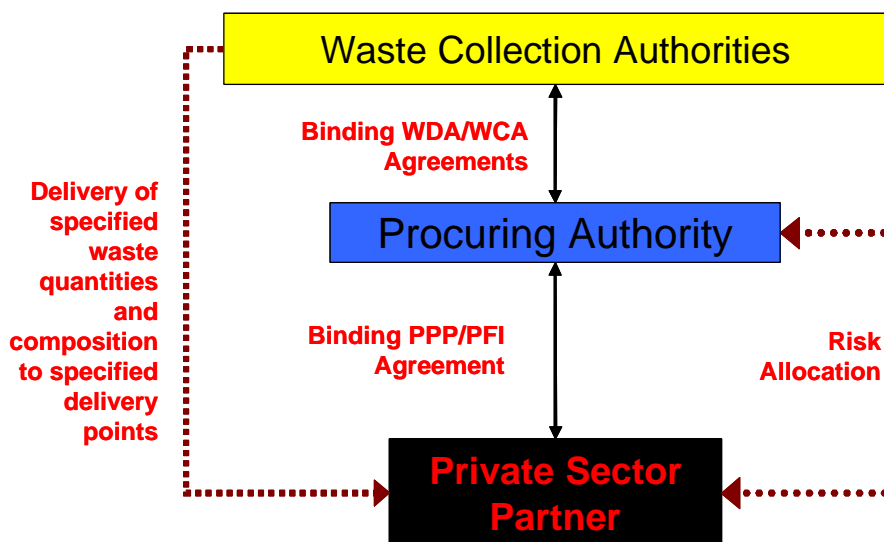 Waste Collection Authorities
Binding WDA/WCA
Agreements
Delivery of
specified
waste
quantities
and
composition
to specified
delivery
points
Procuring Authority
Binding PPP/PFI
Agreement
Risk
Allocation
Private Sector
Partner